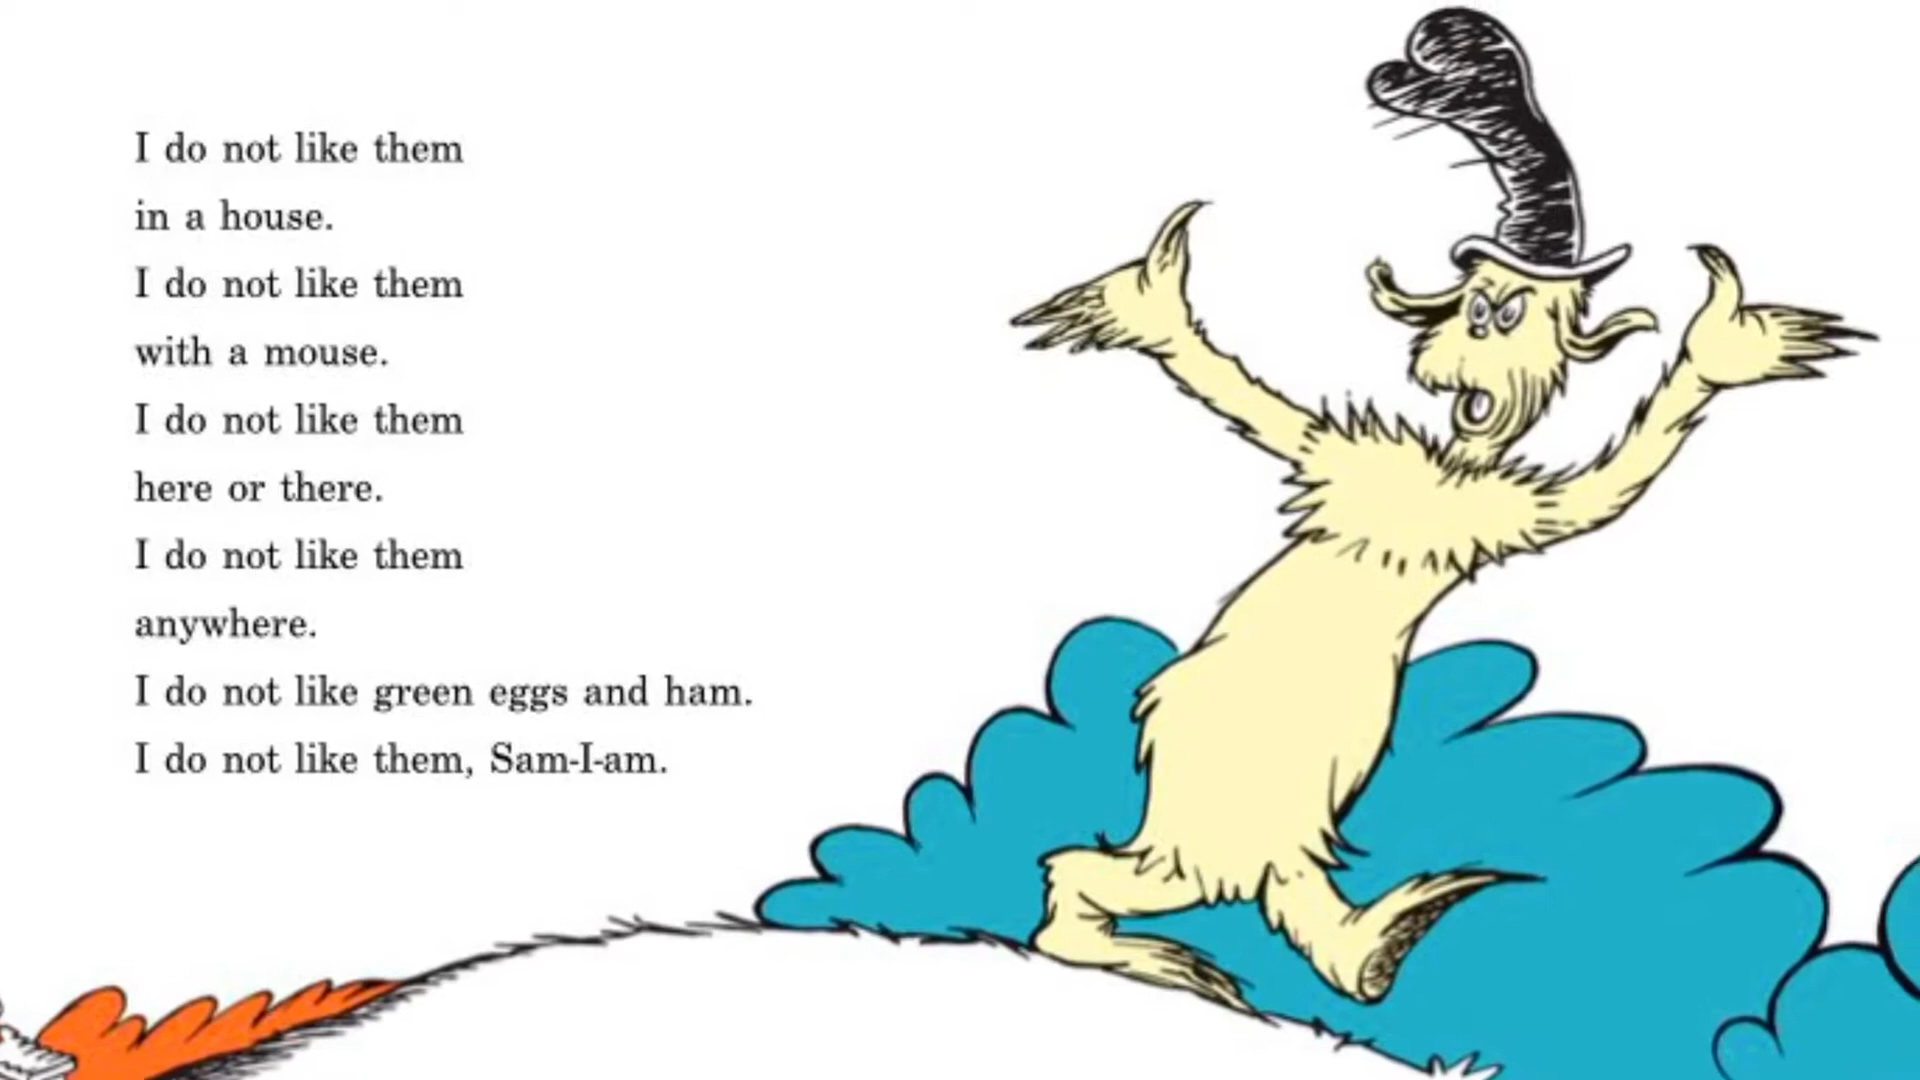 I do not like them
in a house.
I do not like them
with a mouse.
I do not like them
here or there.
I do not like them
anywhere.
I do not like green eggs and ham.
I do not like them, Sam-I-am.